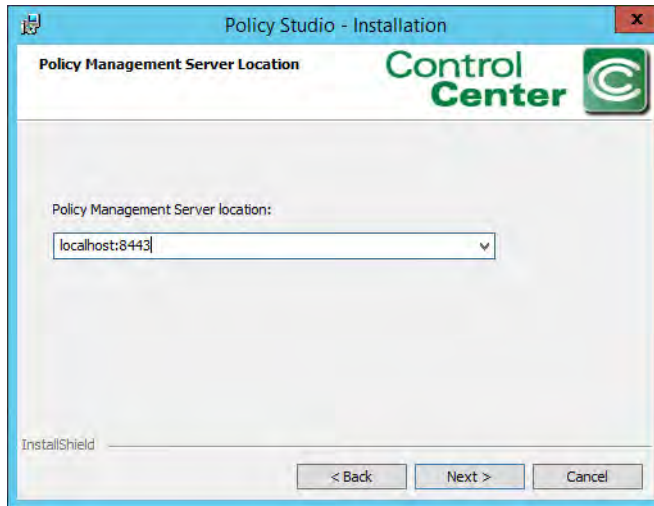 Policy Studio - Installation
x
Policy Management Server Location
Control
Center
Policy Management Server location:
localhost:8443
InstallShield
< Back Next > Cancel